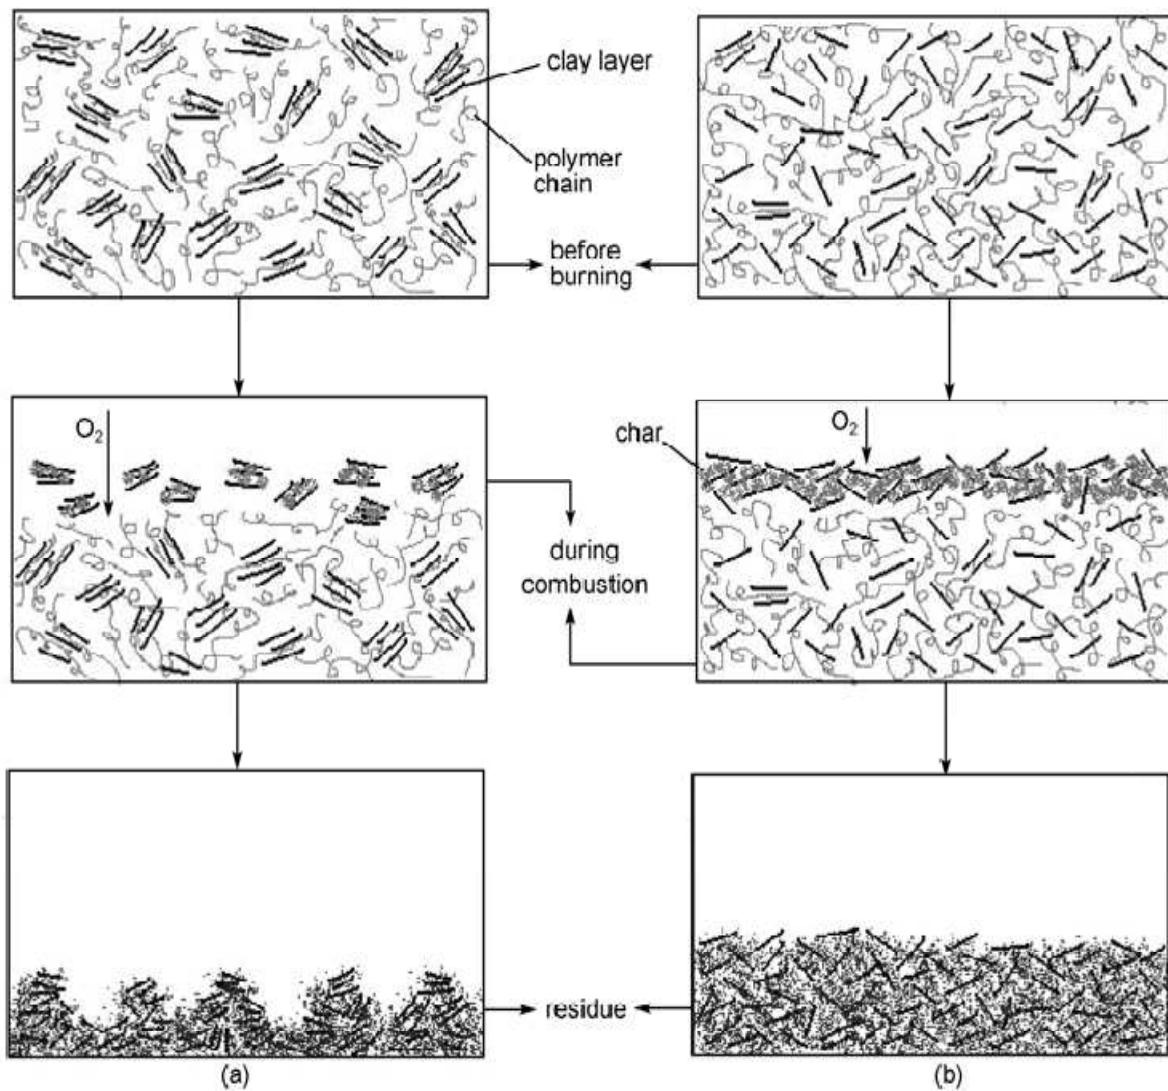 clay layer
polymer
chain
before
burning
O2
O2
char
during
combustion
residue
(a)
(b)